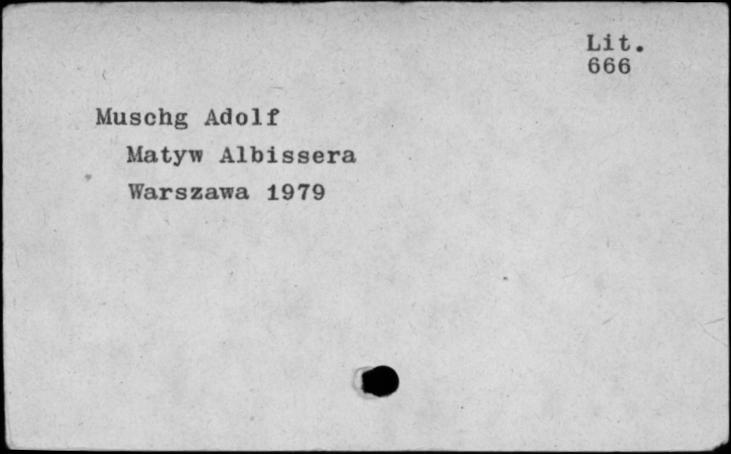 Lit.
666
Muschg Adolf
Matyw Albissera
Warszawa 1979